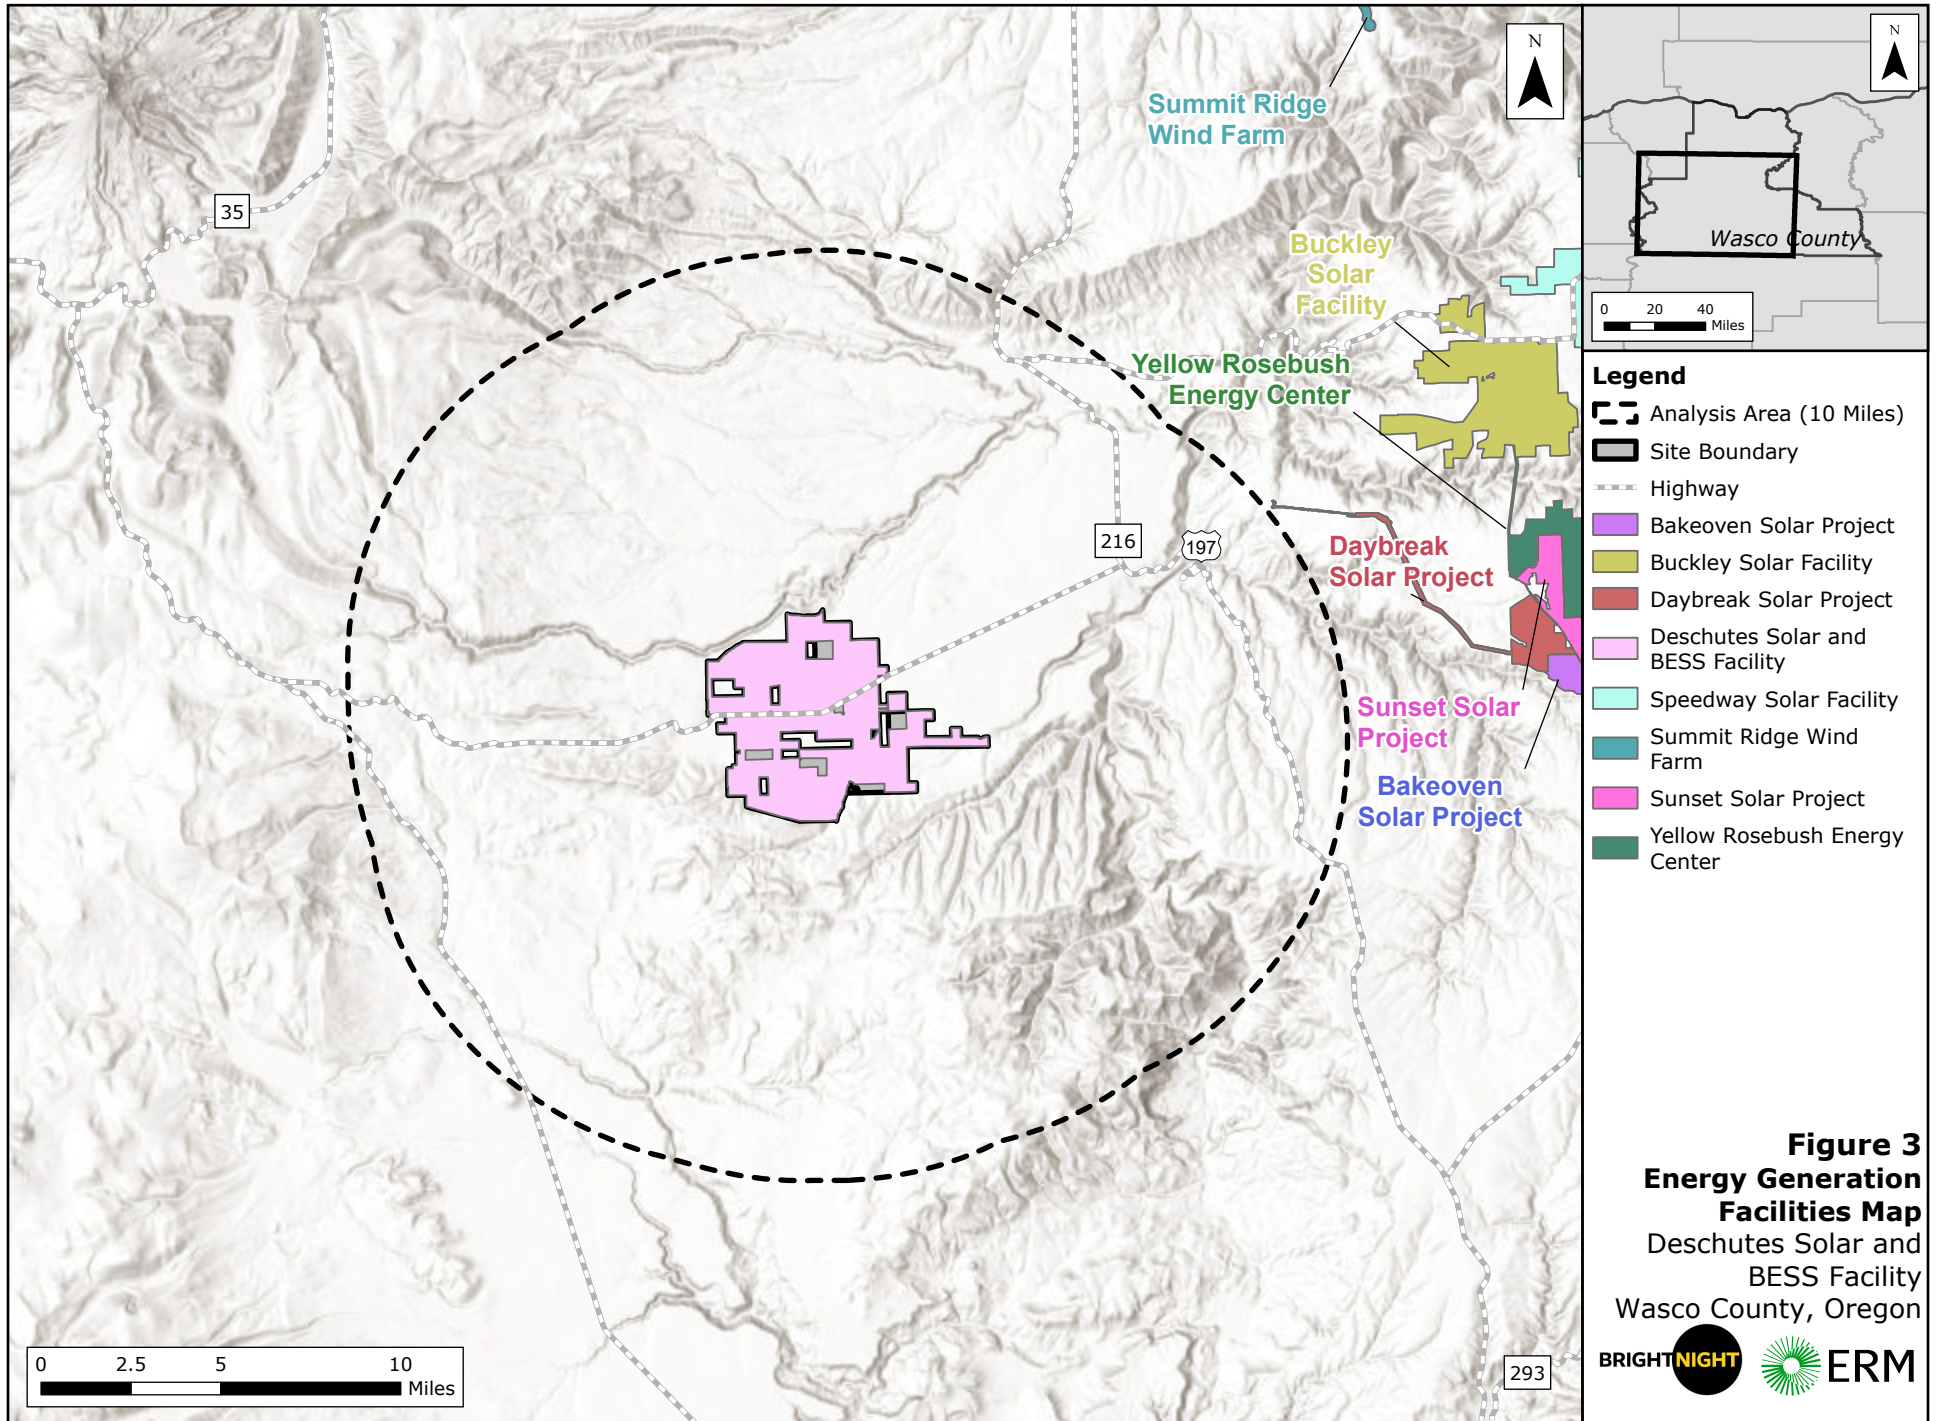 Summit Ridge
Wind Farm
N
35
Buckley
Solar
Facility
Yellow Rosebush
Energy Center
216
197
Daybreak
Solar Project
Sunset Solar
Project
Bakeoven
Solar Project
293
0 2.5 5 10
Miles
N
Wasco County
0 20 40
Miles
Legend
Analysis Area (10 Miles)
Site Boundary
Highway
Bakeoven Solar Project
Buckley Solar Facility
Daybreak Solar Project
Deschutes Solar and
BESS Facility
Speedway Solar Facility
Summit Ridge Wind
Farm
Sunset Solar Project
Yellow Rosebush Energy
Center
Figure 3
Energy Generation
Facilities Map
Deschutes Solar and
BESS Facility
Wasco County, Oregon
BRIGHTNIGHT
ERM